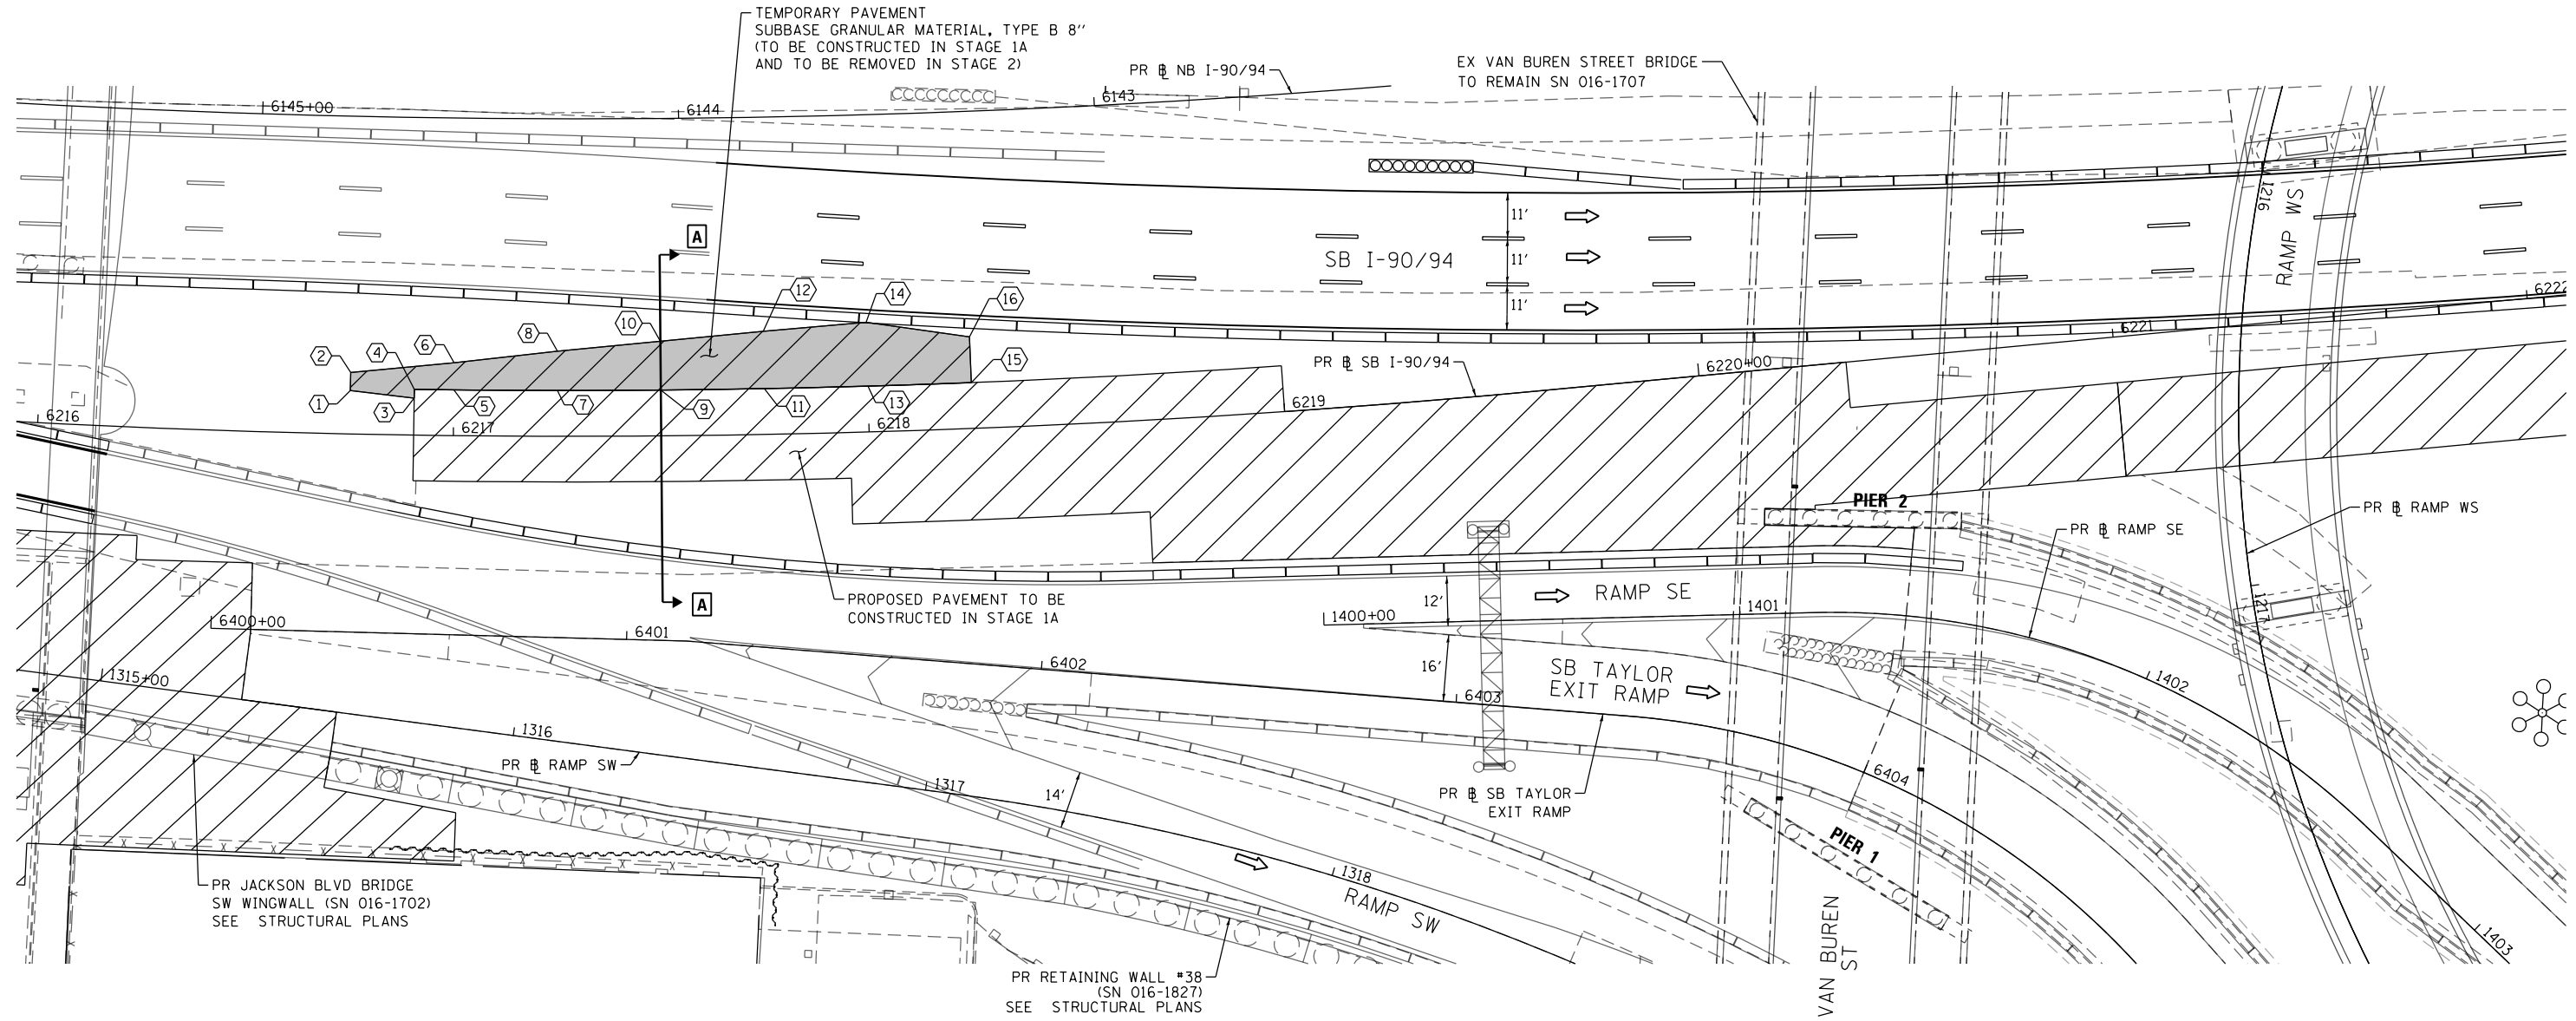 TEMPORARY PAVEMENT
SUBBASE GRANULAR MATERIAL, TYPE B 8''
(TO BE CONSTRUCTED IN STAGE 1A
AND TO BE REMOVED IN STAGE 2)
PR ℄ NB I-90/94
EX VAN BUREN STREET BRIDGE
TO REMAIN SN 016-1707
6145+00
6144
6143
1216
RAMP WS
A
11'
11'
11'
SB I-90/94
12
14
16
10
8
6
4
2
1
3
5
7
9
11
13
15
6222
6221
PR ℄ SB I-90/94
6220+00
6219
6218
6217
6216
PIER 2
PR ℄ RAMP WS
PR ℄ RAMP SE
A
PROPOSED PAVEMENT TO BE
CONSTRUCTED IN STAGE 1A
12'
RAMP SE
1400+00
1401
1217
6400+00
6401
6402
6403
16'
SB TAYLOR
EXIT RAMP
1402
1315+00
1316
PR ℄ RAMP SW
1317
14'
PR ℄ SB TAYLOR
EXIT RAMP
6404
PIER 1
1318
RAMP SW
PR JACKSON BLVD BRIDGE
SW WINGWALL (SN 016-1702)
SEE STRUCTURAL PLANS
1403
VAN BUREN
ST
PR RETAINING WALL #38
(SN 016-1827)
SEE STRUCTURAL PLANS